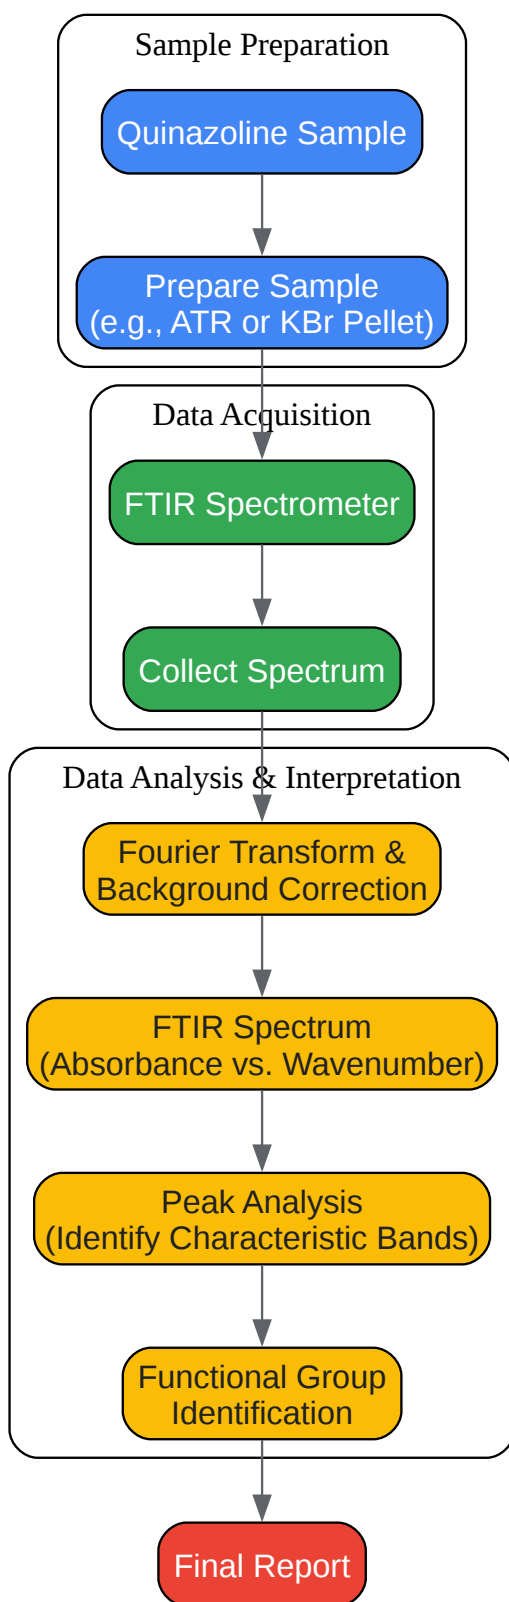 Sample Preparation
Quinazoline Sample
Prepare Sample
(e.g., ATR or KBr Pellet)
Data Acquisition
FTIR Spectrometer
Collect Spectrum
Data Analysis & Interpretation
Fourier Transform &
Background Correction
FTIR Spectrum
(Absorbance vs. Wavenumber)
Peak Analysis
(Identify Characteristic Bands)
Functional Group
Identification
Final Report